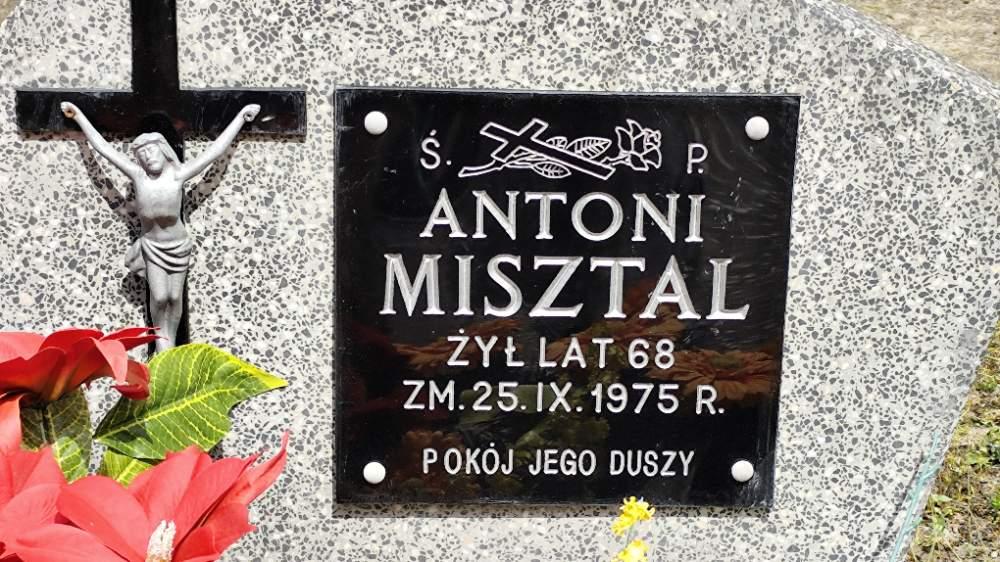 Ś. P.
ANTONI
MISZTAL
ŻYŁ LAT 68
ZM. 25. IX. 1975 R.
POKÓJ JEGO DUSZY